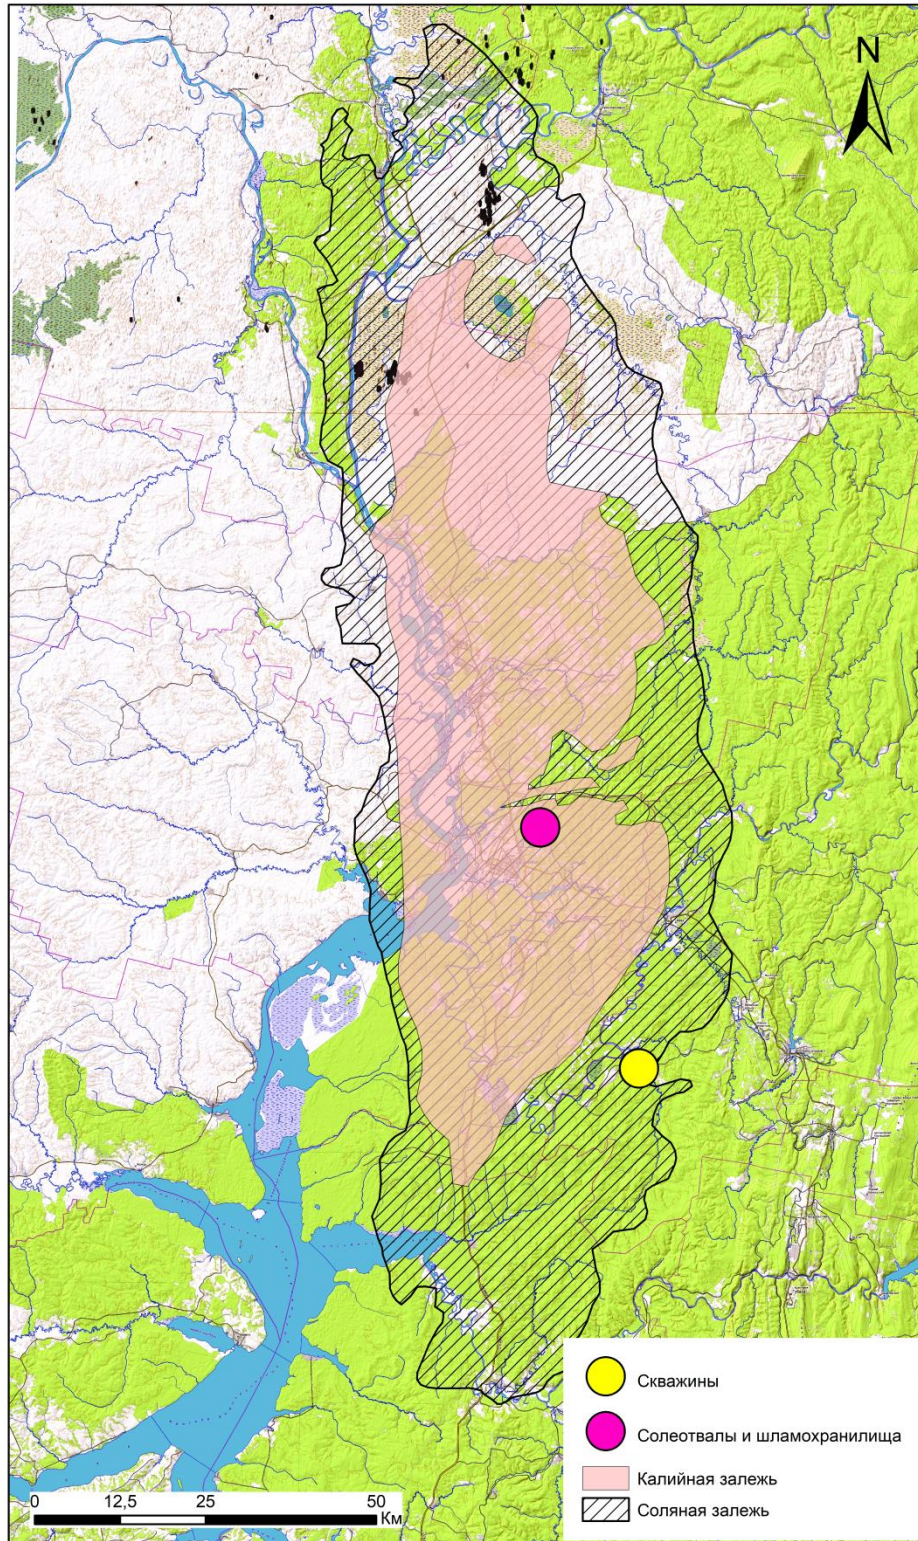 N
Скважины
Солеотвалы и шламохранилища
Калийная залежь
Соляная залежь
0 12,5 25 50
Км